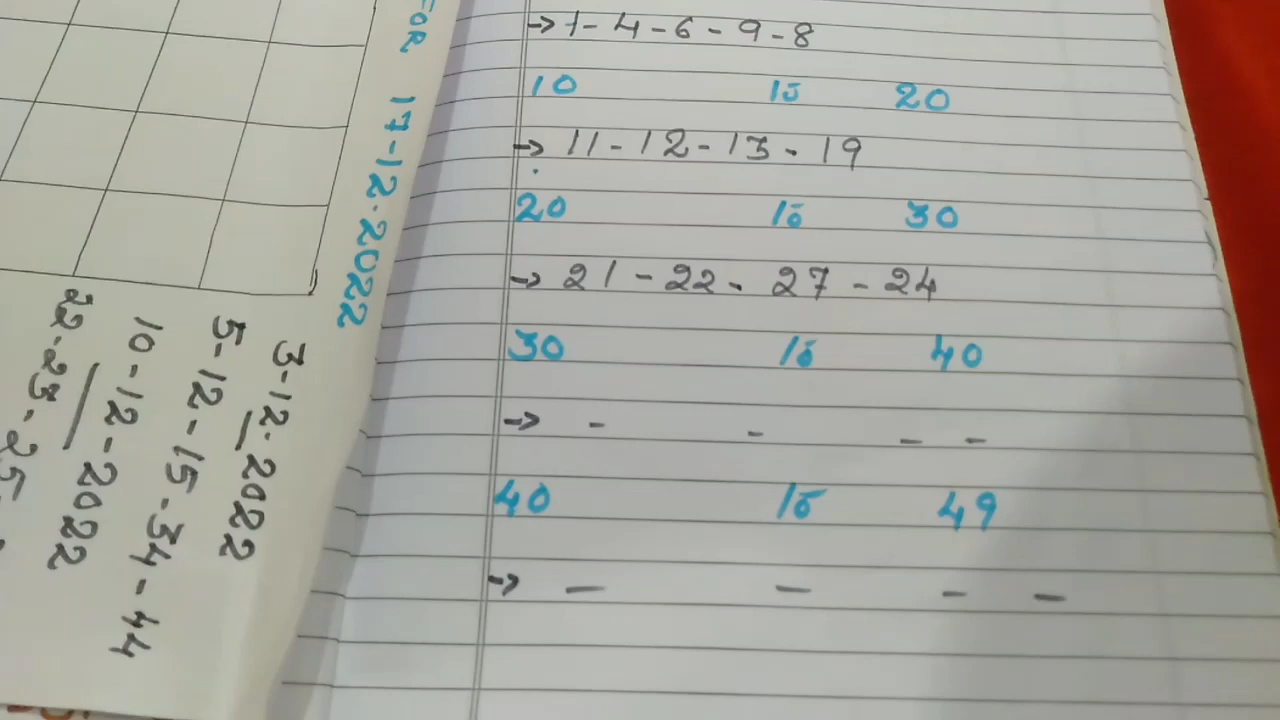 → 1-4-6-9-8
10 15 20
→ 11-12-13-19
20 15 30
→ 21-22-27-24
30 15 40
→ - - - -
40 15 49
→ - - - -
FOR 17-12-2022
3-12-2022
5-12-15-34-44
10-12-2022
22-23-25-